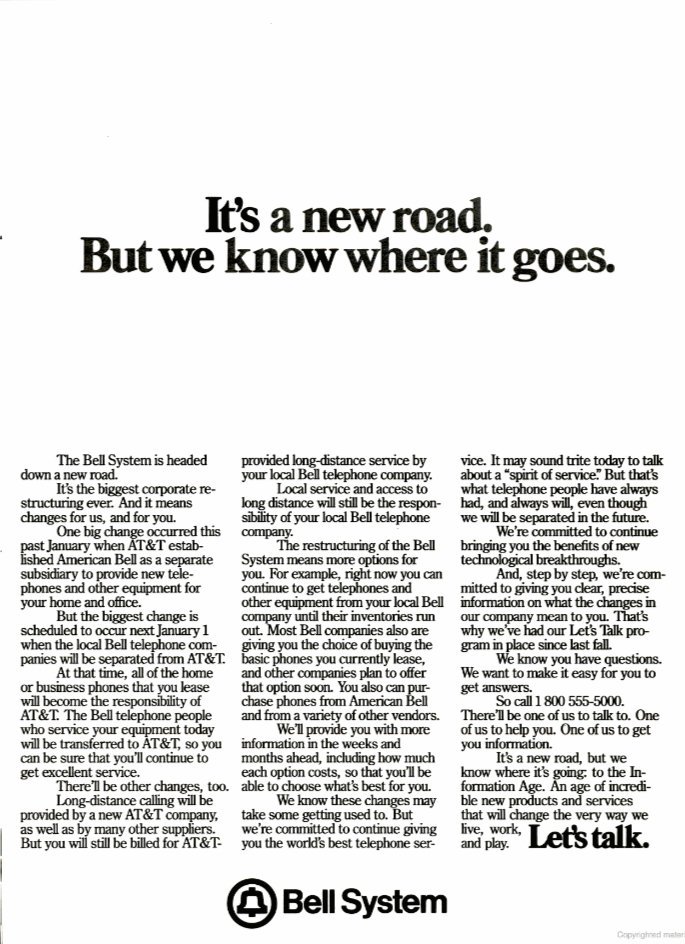 It's a new road.
But we know where it goes.
The Bell System is headed
down a new road.
It's the biggest corporate re-
structuring ever. And it means
changes for us, and for you.
One big change occurred this
past January when AT&T estab-
lished American Bell as a separate
subsidiary to provide new tele-
phones and other equipment for
your home and office.
But the biggest change is
scheduled to occur next January 1
when the local Bell telephone com-
panies will be separated from AT&T.
At that time, all of the home
or business phones that you lease
will become the responsibility of
AT&T. The Bell telephone people
who service your equipment today
will be transferred to AT&T, so you
can be sure that you'll continue to
get excellent service.
There'll be other changes, too.
Long-distance calling will be
provided by a new AT&T company,
as well as by many other suppliers.
But you will still be billed for AT&T-
provided long-distance service by
your local Bell telephone company.
Local service and access to
long distance will still be the respon-
sibility of your local Bell telephone
company.
The restructuring of the Bell
System means more options for
you. For example, right now you can
continue to get telephones and
other equipment from your local Bell
company until their inventories run
out. Most Bell companies also are
giving you the choice of buying the
basic phones you currently lease,
and other companies plan to offer
that option soon. You also can pur-
chase phones from American Bell
and from a variety of other vendors.
We'll provide you with more
information in the weeks and
months ahead, including how much
each option costs, so that you'll be
able to choose what's best for you.
We know these changes may
take some getting used to. But
we're committed to continue giving
you the world's best telephone ser-
vice. It may sound trite today to talk
about a "spirit of service." But that's
what telephone people have always
had, and always will, even though
we will be separated in the future.
We're committed to continue
bringing you the benefits of new
technological breakthroughs.
And, step by step, we're com-
mitted to giving you clear, precise
information on what the changes in
our company mean to you. That's
why we've had our Let's Talk pro-
gram in place since last fall.
We know you have questions.
We want to make it easy for you to
get answers.
So call 1 800 555-5000.
There'll be one of us to talk to. One
of us to help you. One of us to get
you information.
It's a new road, but we
know where it's going: to the In-
formation Age. An age of incredi-
ble new products and services
that will change the very way we
live, work,
and play. Let's talk.
Bell System
Copyrighted mater